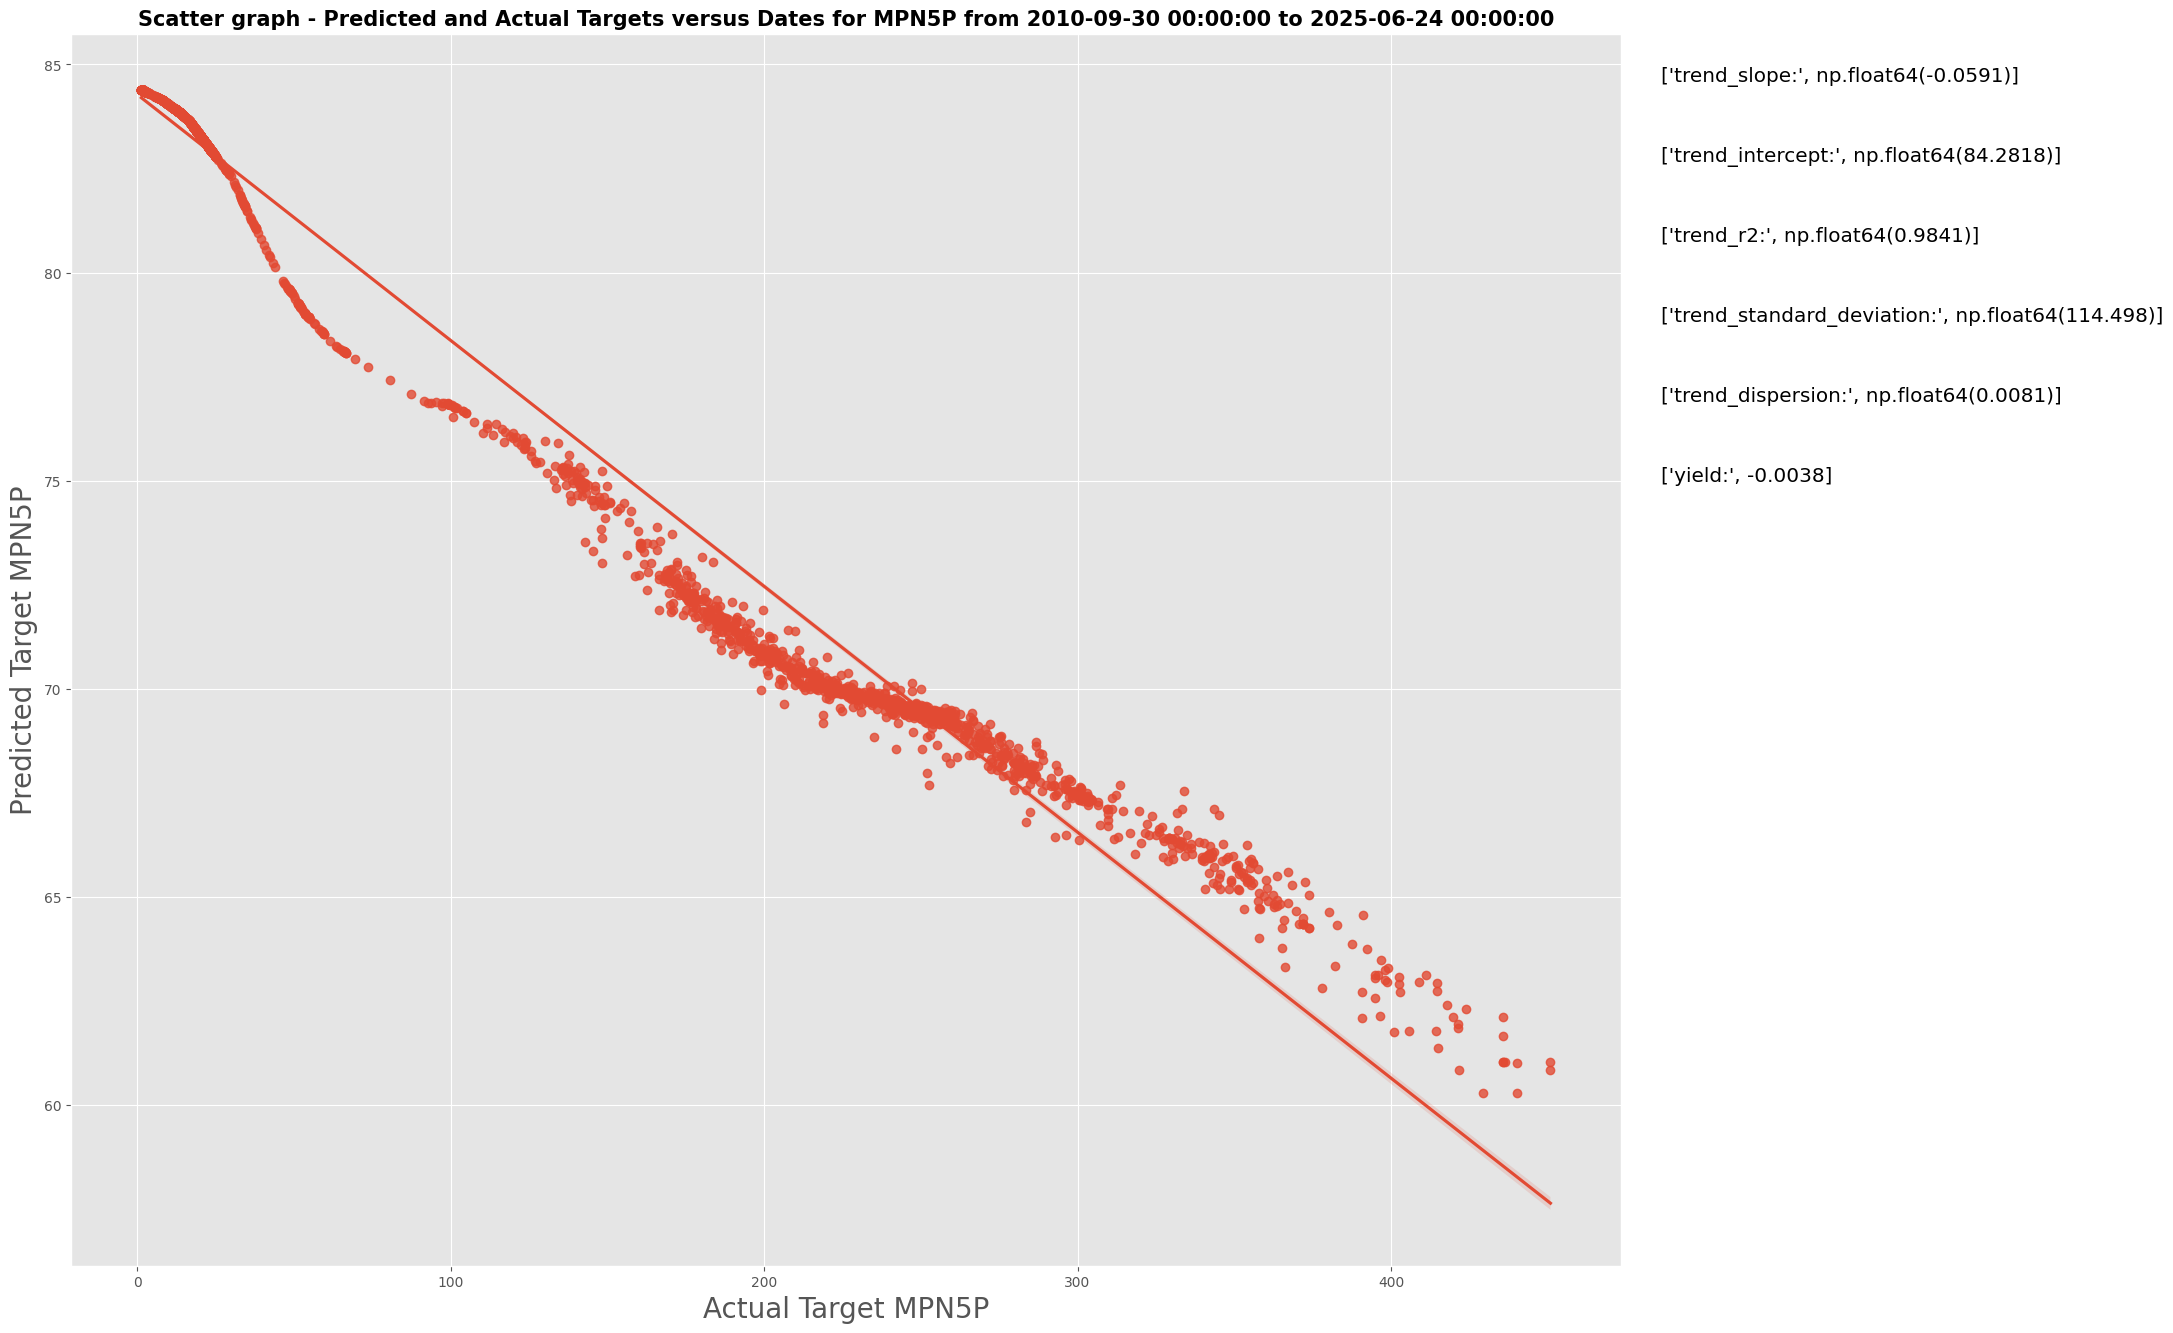 Scatter graph - Predicted and Actual Targets versus Dates for MPN5P from 2010-09-30 00:00:00 to 2025-06-24 00:00:00
['trend_slope:', np.float64(-0.0591)]
['trend_intercept:', np.float64(84.2818)]
['trend_r2:', np.float64(0.9841)]
['trend_standard_deviation:', np.float64(114.498)]
['trend_dispersion:', np.float64(0.0081)]
['yield:', -0.0038]
Predicted Target MPN5P
85
80
75
70
65
60
0 100 200 300 400
Actual Target MPN5P